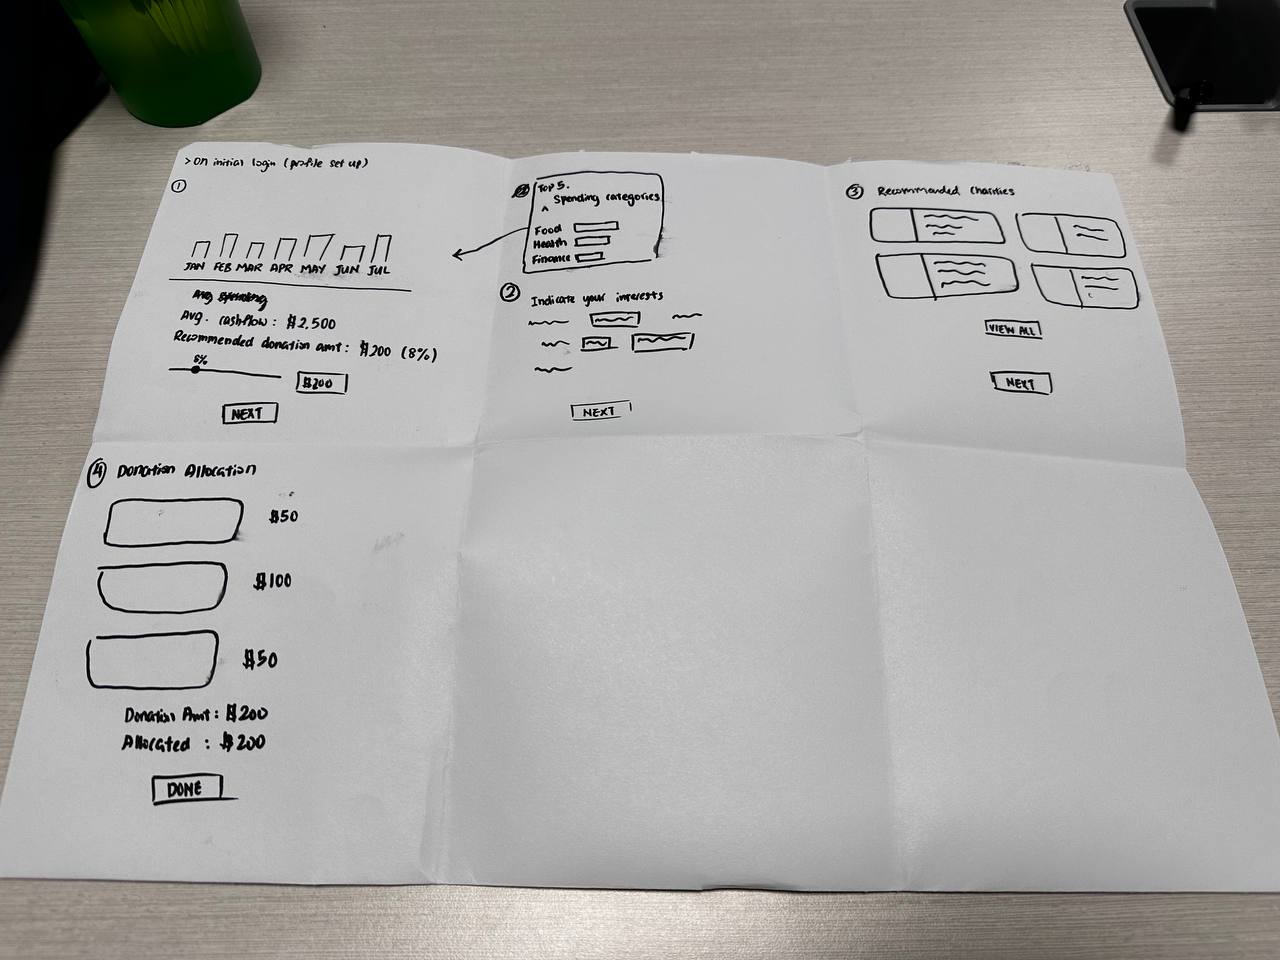 > On initial login (profile set up)
①
JAN FEB MAR APR MAY JUN JUL
Avg. cashflow : $2,500
Recommended donation amt: $200 (8%)
8%
$200
NEXT
Top 5.
^ Spending categories
Food
Health
Finance
② Indicate your interests
NEXT
③ Recommended Charities
VIEW ALL
NEXT
④ Donation Allocation
$50
$100
$50
Donation Amt : $200
Allocated : $200
DONE